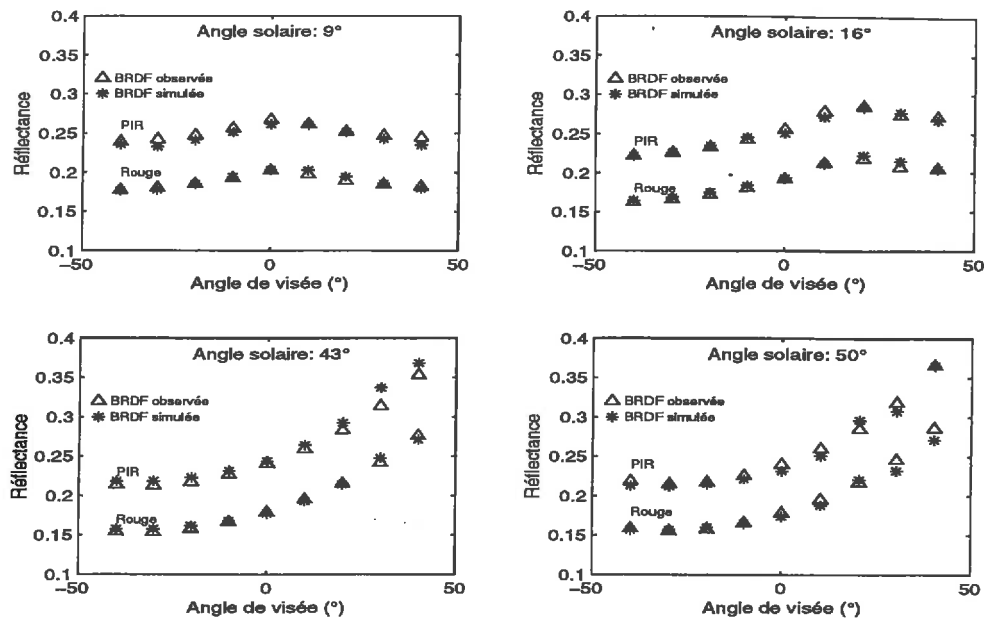 Angle solaire: 9°
0.4
0.35
0.3
0.25
0.2
0.15
0.1
Réflectance
△ BRDF observée
* BRDF simulée
PIR
Rouge
−50
0
50
Angle de visée (°)
Angle solaire: 16°
0.4
0.35
0.3
0.25
0.2
0.15
0.1
Réflectance
△ BRDF observée
* BRDF simulée
PIR
Rouge
−50
0
50
Angle de visée (°)
Angle solaire: 43°
0.4
0.35
0.3
0.25
0.2
0.15
0.1
Réflectance
△ BRDF observée
* BRDF simulée
PIR
Rouge
−50
0
50
Angle de visée (°)
Angle solaire: 50°
0.4
0.35
0.3
0.25
0.2
0.15
0.1
Réflectance
△ BRDF observée
* BRDF simulée
PIR
Rouge
−50
0
50
Angle de visée (°)